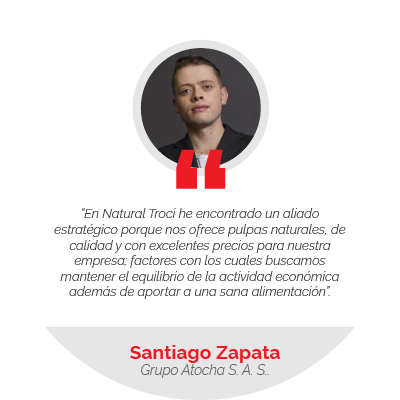 "En Natural Troci he encontrado un aliado
estratégico porque nos ofrece pulpas naturales, de
calidad y con excelentes precios para nuestra
empresa; factores con los cuales buscamos
mantener el equilibrio de la actividad económica
además de aportar a una sana alimentación".
Santiago Zapata
Grupo Atocha S. A. S..